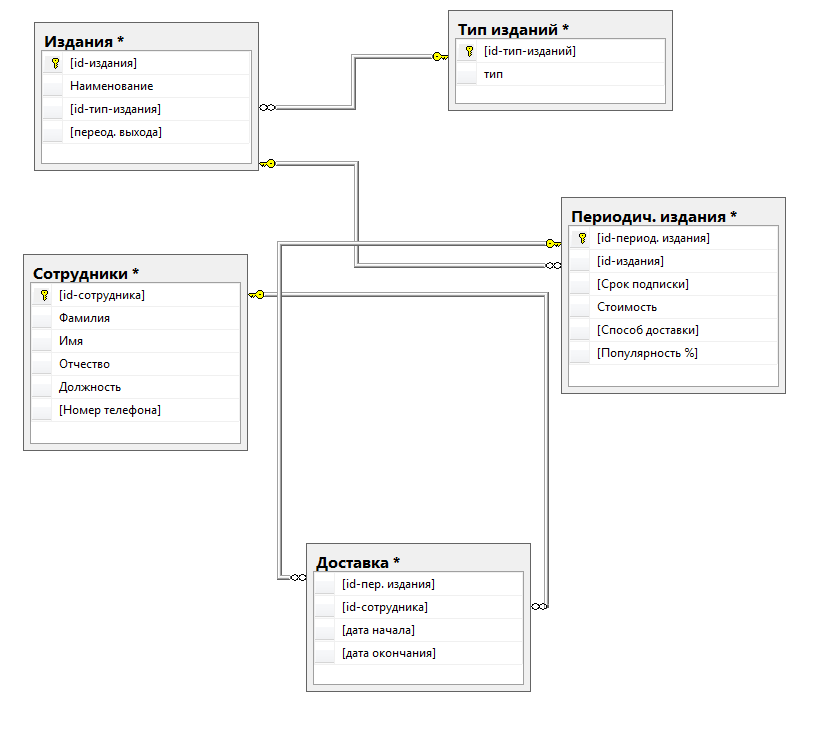 Издания *
[id-издания]
Наименование
[id-тип-издания]
[переод. выхода]
Тип изданий *
[id-тип-изданий]
тип
Периодич. издания *
[id-период. издания]
[id-издания]
[Срок подписки]
Стоимость
[Способ доставки]
[Популярность %]
Сотрудники *
[id-сотрудника]
Фамилия
Имя
Отчество
Должность
[Номер телефона]
Доставка *
[id-пер. издания]
[id-сотрудника]
[дата начала]
[дата окончания]